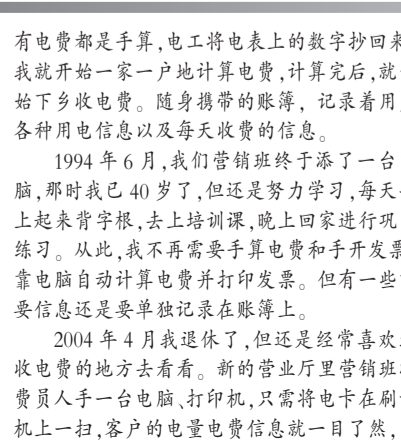 有电费都是手算,电工将电表上的数字抄回来
我就开始一家一户地计算电费,计算完后,就
始下乡收电费。随身携带的账簿,记录着用
各种用电信息以及每天收费的信息。
1994 年 6 月,我们营销班终于添了一台
脑,那时我已 40 岁了,但还是努力学习,每天
上起来背字根,去上培训课,晚上回家进行巩
练习。从此,我不再需要手算电费和手开发票
靠电脑自动计算电费并打印发票。但有一些
要信息还是要单独记录在账簿上。
2004 年 4 月我退休了,但还是经常喜欢
收电费的地方去看看。新的营业厅里营销班
费员人手一台电脑、打印机,只需将电卡在刷
机上一扫,客户的电量电费信息就一目了然,